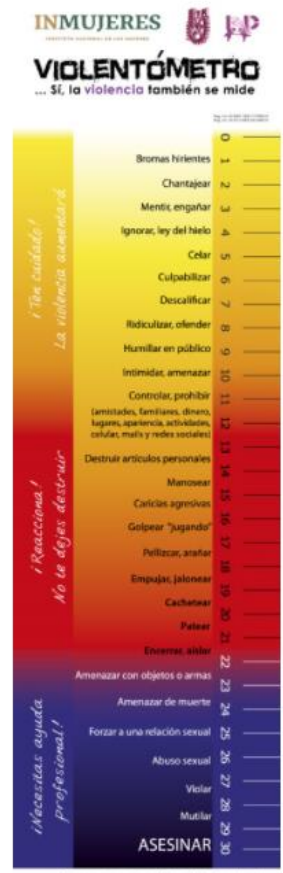 INMUJERES
INSTITUTO NACIONAL DE LAS MUJERES
VIOLENTÓMETRO
... Sí, la violencia también se mide
0
Bromas hirientes 1
Chantajear 2
Mentir, engañar 3
Ignorar, ley del hielo 4
Celar 5
Culpabilizar 6
Descalificar 7
Ridiculizar, ofender 8
Humillar en público 9
Intimidar, amenazar 10
Controlar, prohibir 11
(amistades, familiares, dinero,
lugares, apariencia, actividades, 12
celular, mails y redes sociales)
13
Destruir artículos personales
14
Manosear
15
Caricias agresivas
16
Golpear "jugando"
17
Pellizcar, arañar
18
Empujar, jalonear
19
Cachetear
20
Patear
21
Encerrar, aislar
22
Amenazar con objetos o armas
23
Amenazar de muerte
24
Forzar a una relación sexual 25
Abuso sexual 26
27
Violar
28
Mutilar
29
ASESINAR 30
¡Ten cuidado!
La violencia aumentará
¡Reacciona!
No te dejes destruir
¡Necesitas ayuda
profesional!